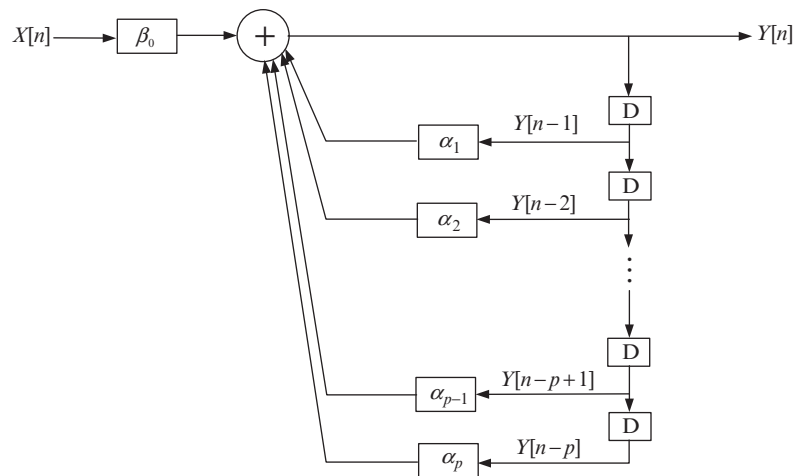 X[n] β₀ + Y[n]
D
α₁ Y[n−1]
D
α₂ Y[n−2]
⋮
D
αₚ₋₁ Y[n−p+1]
D
αₚ Y[n−p]